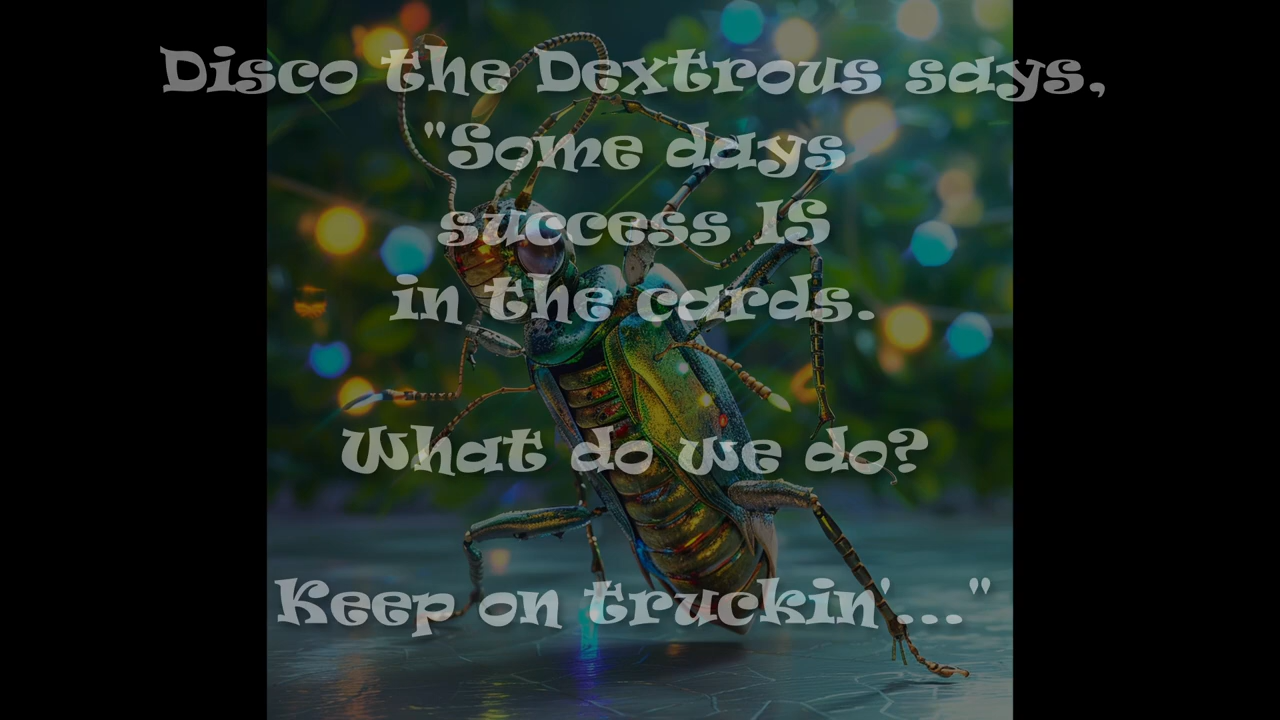 Disco the Dextrous says,
"Some days
success IS
in the cards.
What do we do?
Keep on truckin'..."